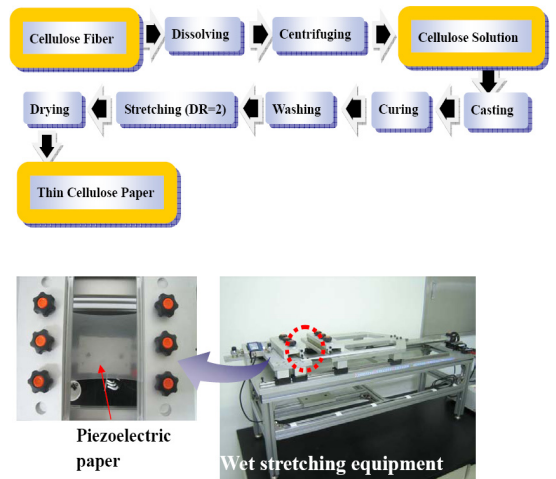 Cellulose Fiber
Dissolving
Centrifuging
Cellulose Solution
Casting
Curing
Washing
Stretching (DR=2)
Drying
Thin Cellulose Paper
Piezoelectric
paper
Wet stretching equipment